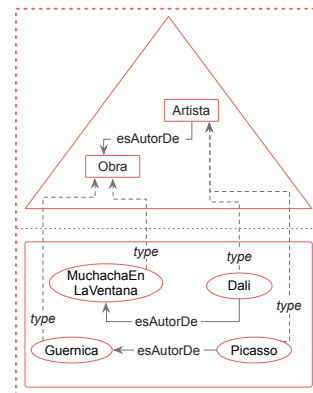 Artista
esAutorDe
Obra
type
type
MuchachaEn
LaVentana
Dali
type
type
esAutorDe
Guernica
esAutorDe
Picasso